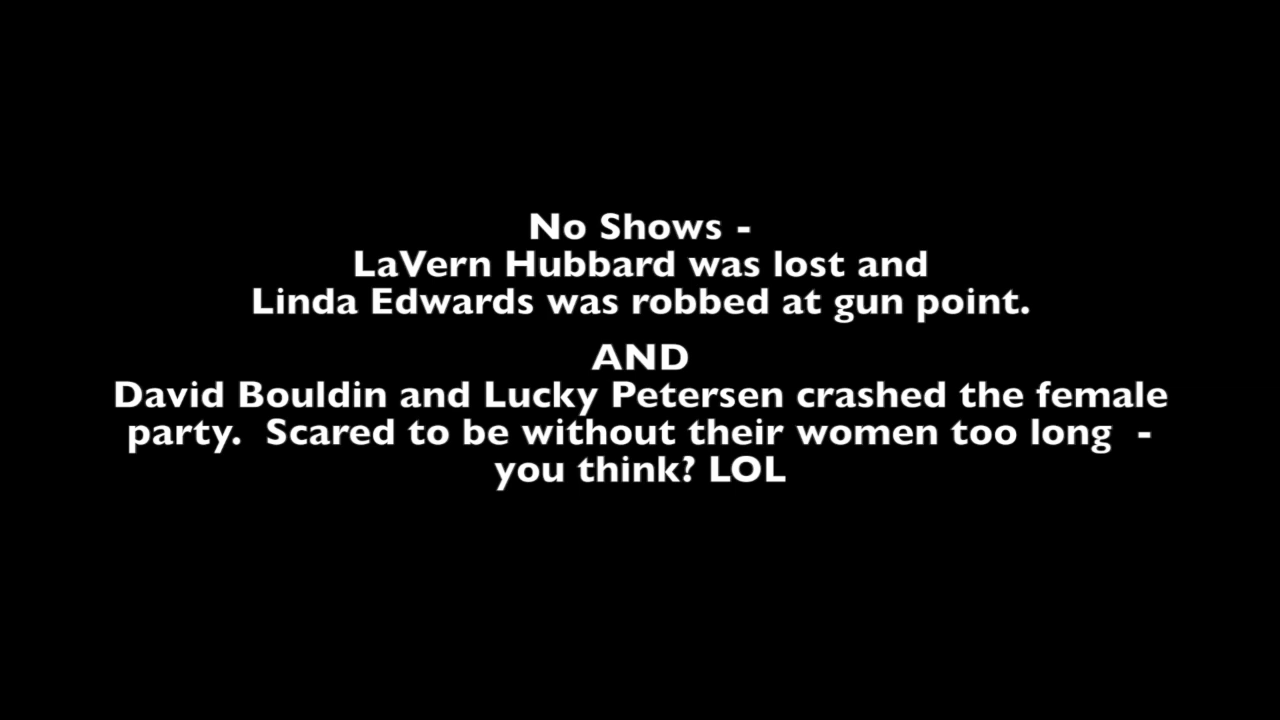 No Shows -
LaVern Hubbard was lost and
Linda Edwards was robbed at gun point.
AND
David Bouldin and Lucky Petersen crashed the female
party.  Scared to be without their women too long  -
you think? LOL